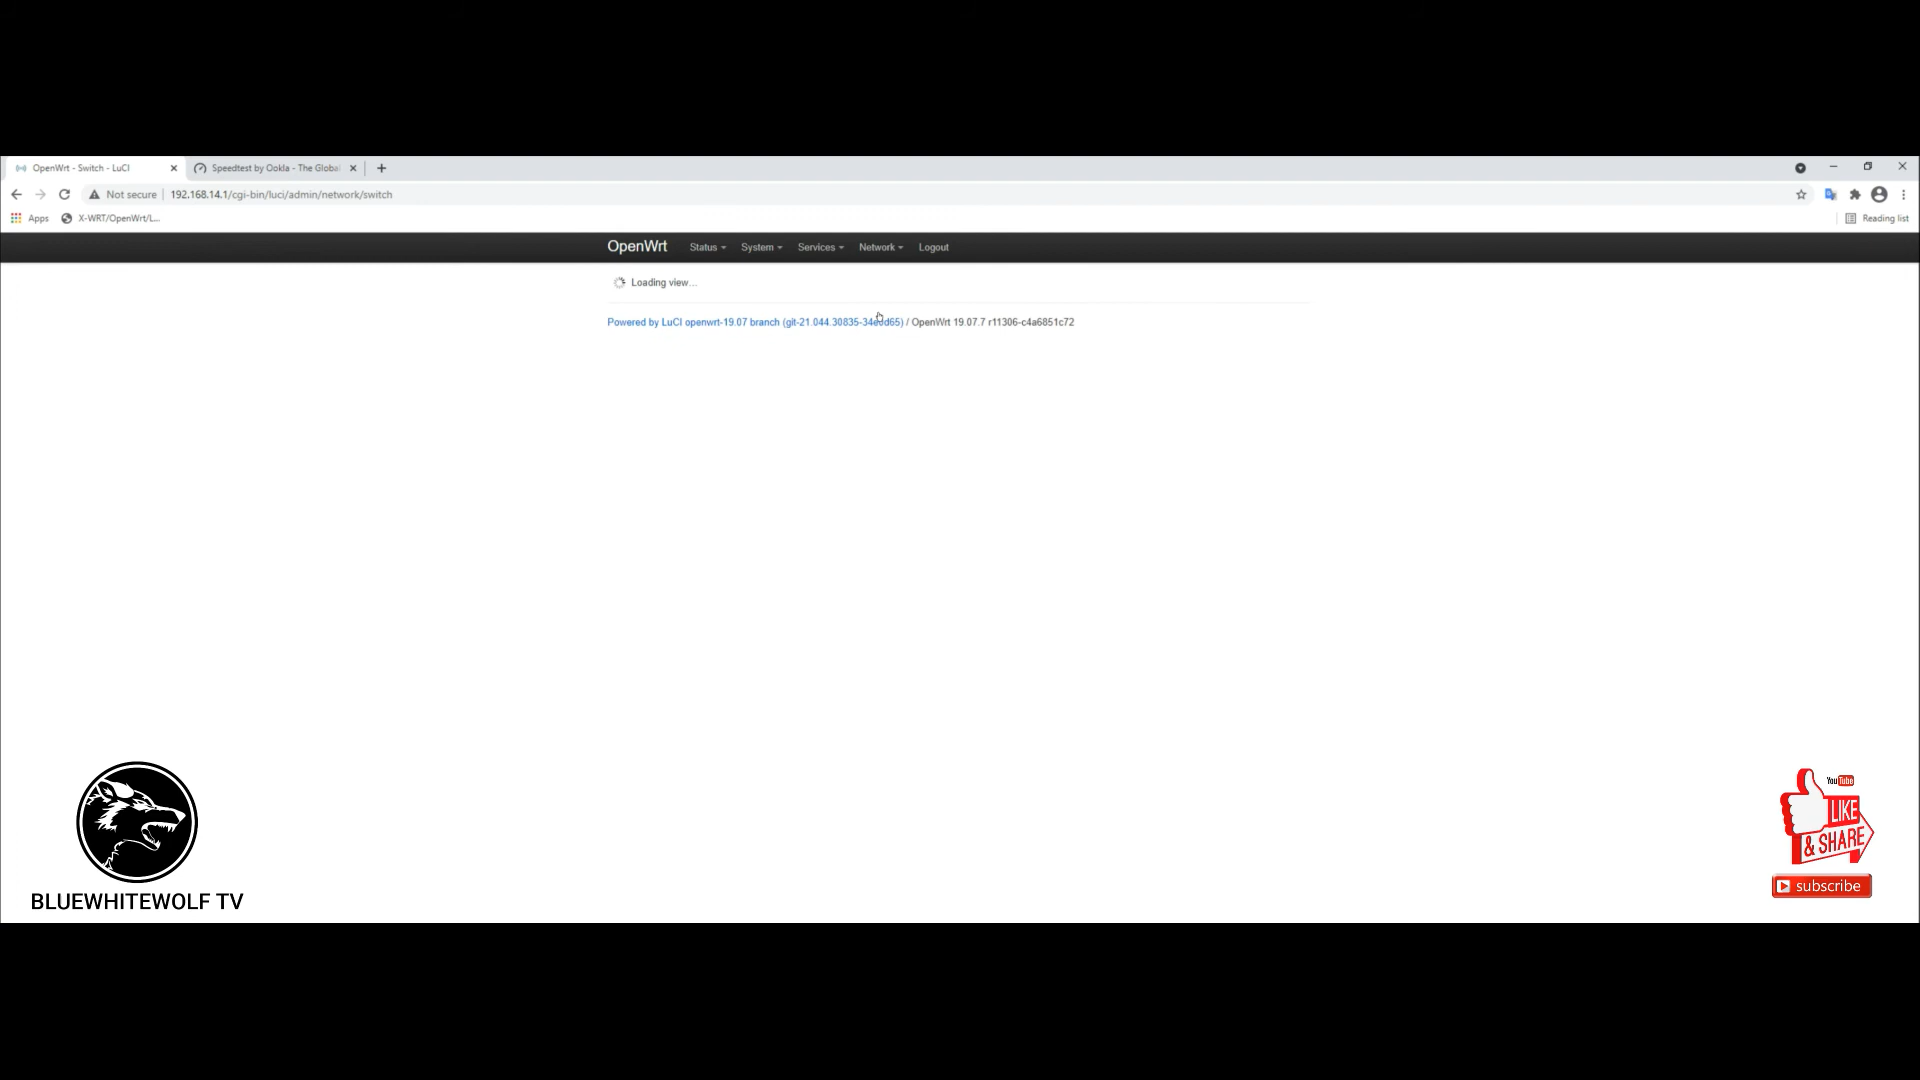 OpenWrt - Switch - LuCI
Speedtest by Ookla - The Global
Not secure | 192.168.14.1/cgi-bin/luci/admin/network/switch
Apps
X-WRT/OpenWrt/L...
Reading list
OpenWrt
Status
System
Services
Network
Logout
Loading view...
Powered by LuCI openwrt-19.07 branch (git-21.044.30835-34e0d65) / OpenWrt 19.07.7 r11306-c4a6851c72
BLUEWHITEWOLF TV
YouTube
LIKE
& SHARE
subscribe